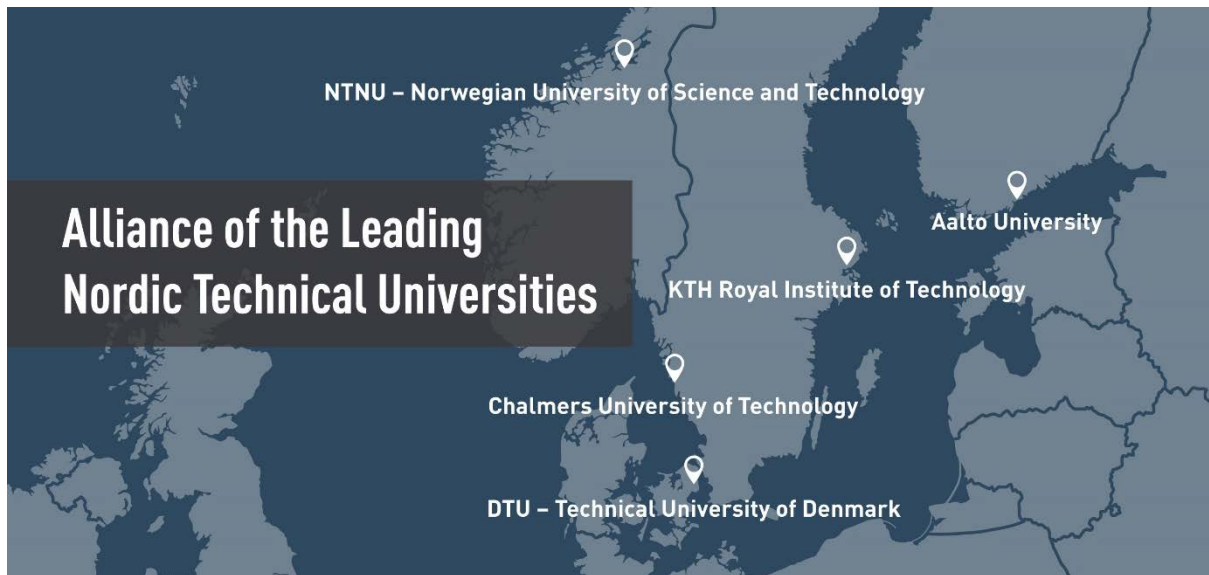 NTNU – Norwegian University of Science and Technology
Alliance of the Leading
Nordic Technical Universities
Aalto University
KTH Royal Institute of Technology
Chalmers University of Technology
DTU – Technical University of Denmark